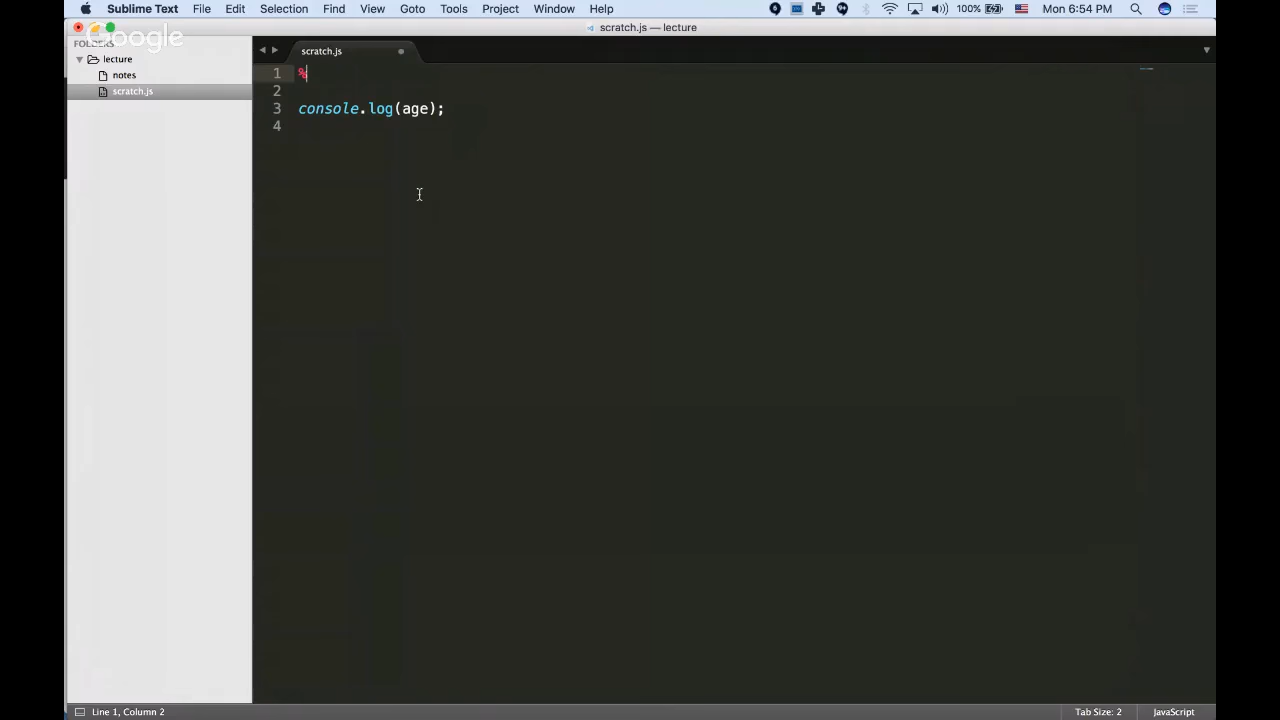 Sublime Text File Edit Selection Find View Goto Tools Project Window Help 100% Mon 6:54 PM
scratch.js — lecture
Google
FOLDERS
lecture
notes
scratch.js
scratch.js
1 %
2
3 console.log(age);
4
Line 1, Column 2 Tab Size: 2 JavaScript